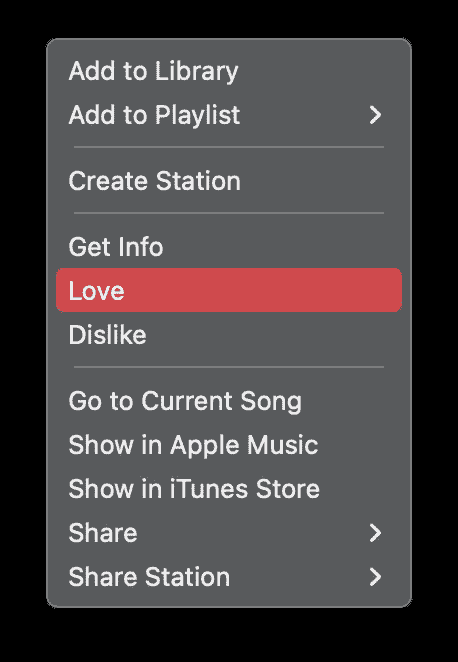 Add to Library
Add to Playlist
Create Station
Get Info
Love
Dislike
Go to Current Song
Show in Apple Music
Show in iTunes Store
Share
Share Station